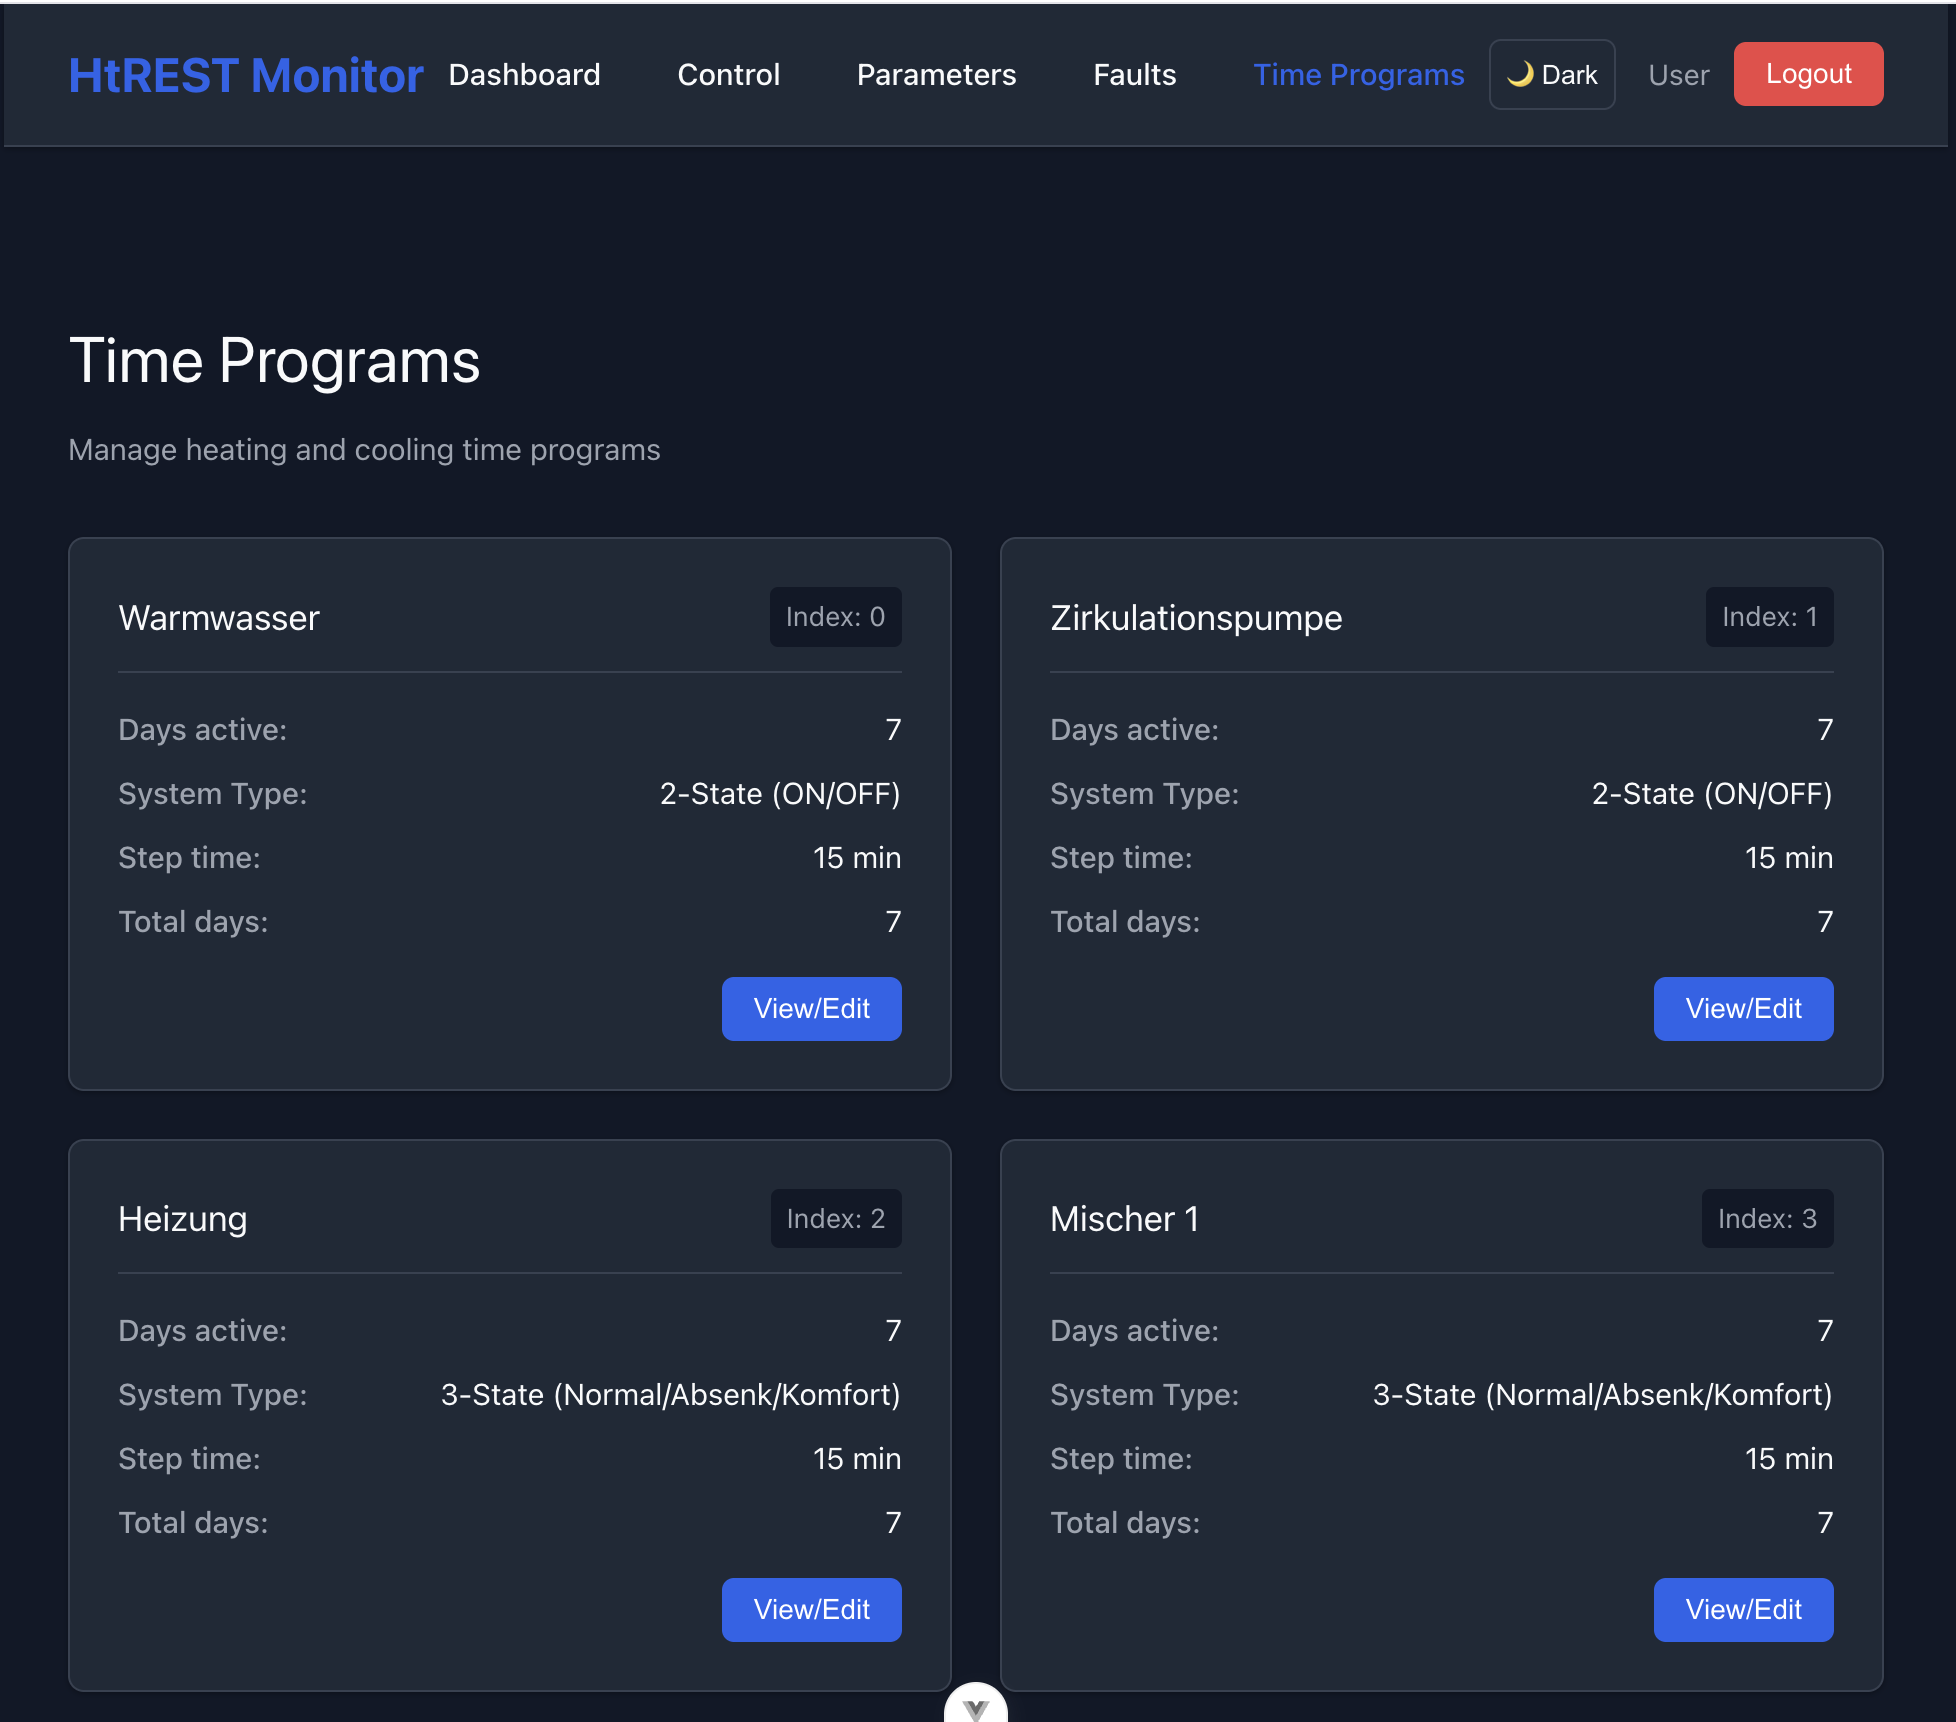 HtREST Monitor Dashboard Control Parameters Faults Time Programs 🌙 Dark User Logout
Time Programs
Manage heating and cooling time programs
Warmwasser Index: 0
Days active: 7
System Type: 2-State (ON/OFF)
Step time: 15 min
Total days: 7
View/Edit
Zirkulationspumpe Index: 1
Days active: 7
System Type: 2-State (ON/OFF)
Step time: 15 min
Total days: 7
View/Edit
Heizung Index: 2
Days active: 7
System Type: 3-State (Normal/Absenk/Komfort)
Step time: 15 min
Total days: 7
View/Edit
Mischer 1 Index: 3
Days active: 7
System Type: 3-State (Normal/Absenk/Komfort)
Step time: 15 min
Total days: 7
View/Edit